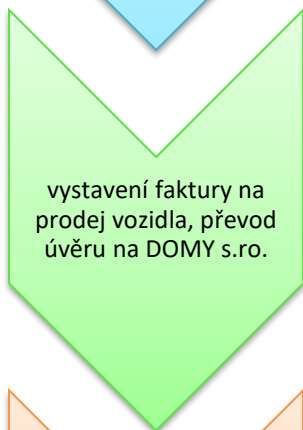 vystavení faktury na
prodej vozidla, převod
úvěru na DOMY s.ro.